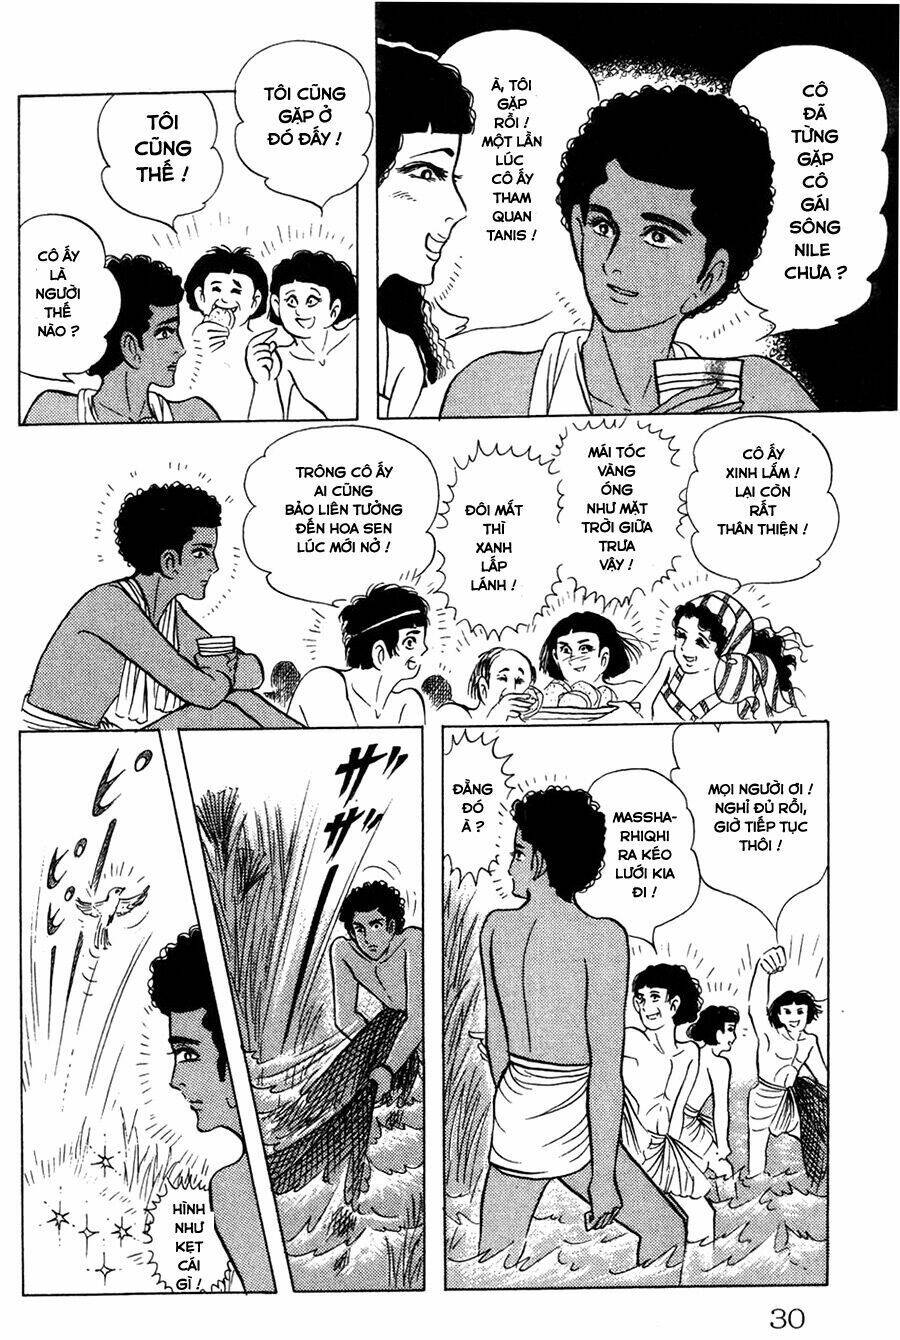 CÔ
ĐÃ
TỪNG
GẶP
CÔ
GÁI
SÔNG
NILE
CHƯA ?
À, TÔI
GẶP
RỒI !
MỘT LẦN
LÚC
CÔ ẤY
THAM
QUAN
TANIS !
TÔI CŨNG
GẶP Ở
ĐÓ ĐẤY !
TÔI
CŨNG
THẾ !
CÔ ẤY
LÀ
NGƯỜI
THẾ
NÀO ?
CÔ ẤY
XINH LẮM !
LẠI CÒN
RẤT
THÂN THIỆN !
MÁI TÓC
VÀNG
ÓNG
NHƯ MẶT
TRỜI GIỮA
TRƯA
VẬY !
ĐÔI MẮT
THÌ
XANH
LẤP
LÁNH !
TRÔNG CÔ ẤY
AI CŨNG
BẢO LIÊN TƯỞNG
ĐẾN HOA SEN
LÚC MỚI NỞ !
MỌI NGƯỜI ƠI !
NGHỈ ĐỦ RỒI,
GIỜ TIẾP TỤC
THÔI !
MASSHA-
RHIQHI
RA KÉO
LƯỚI KIA
ĐI !
ĐẰNG
ĐÓ
À ?
ザザ
ピピピピ
HÌNH
NHƯ
KẸT
CÁI
GÌ !
30